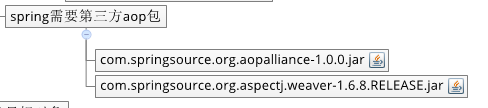 spring需要第三方aop包
com.springsource.org.aopalliance-1.0.0.jar
com.springsource.org.aspectj.weaver-1.6.8.RELEASE.jar